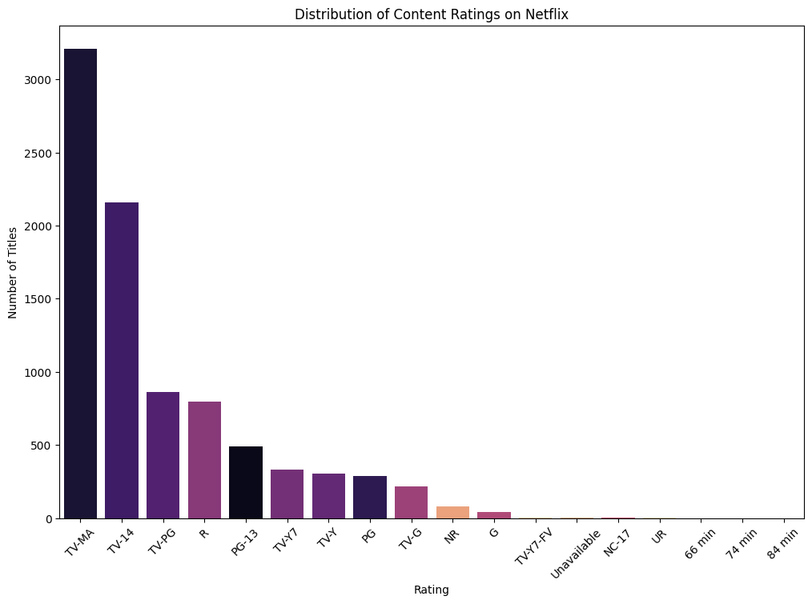 Distribution of Content Ratings on Netflix
Number of Titles
3000
2500
2000
1500
1000
500
0
TV-MA
TV-14
TV-PG
R
PG-13
TV-Y7
TV-Y
PG
TV-G
NR
G
TV-Y7-FV
Unavailable
NC-17
UR
66 min
74 min
84 min
Rating